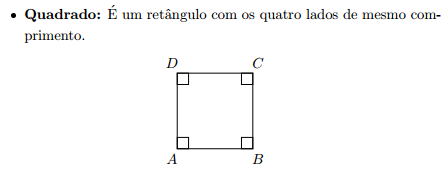 • Quadrado: É um retângulo com os quatro lados de mesmo com-
primento.
D C
A B